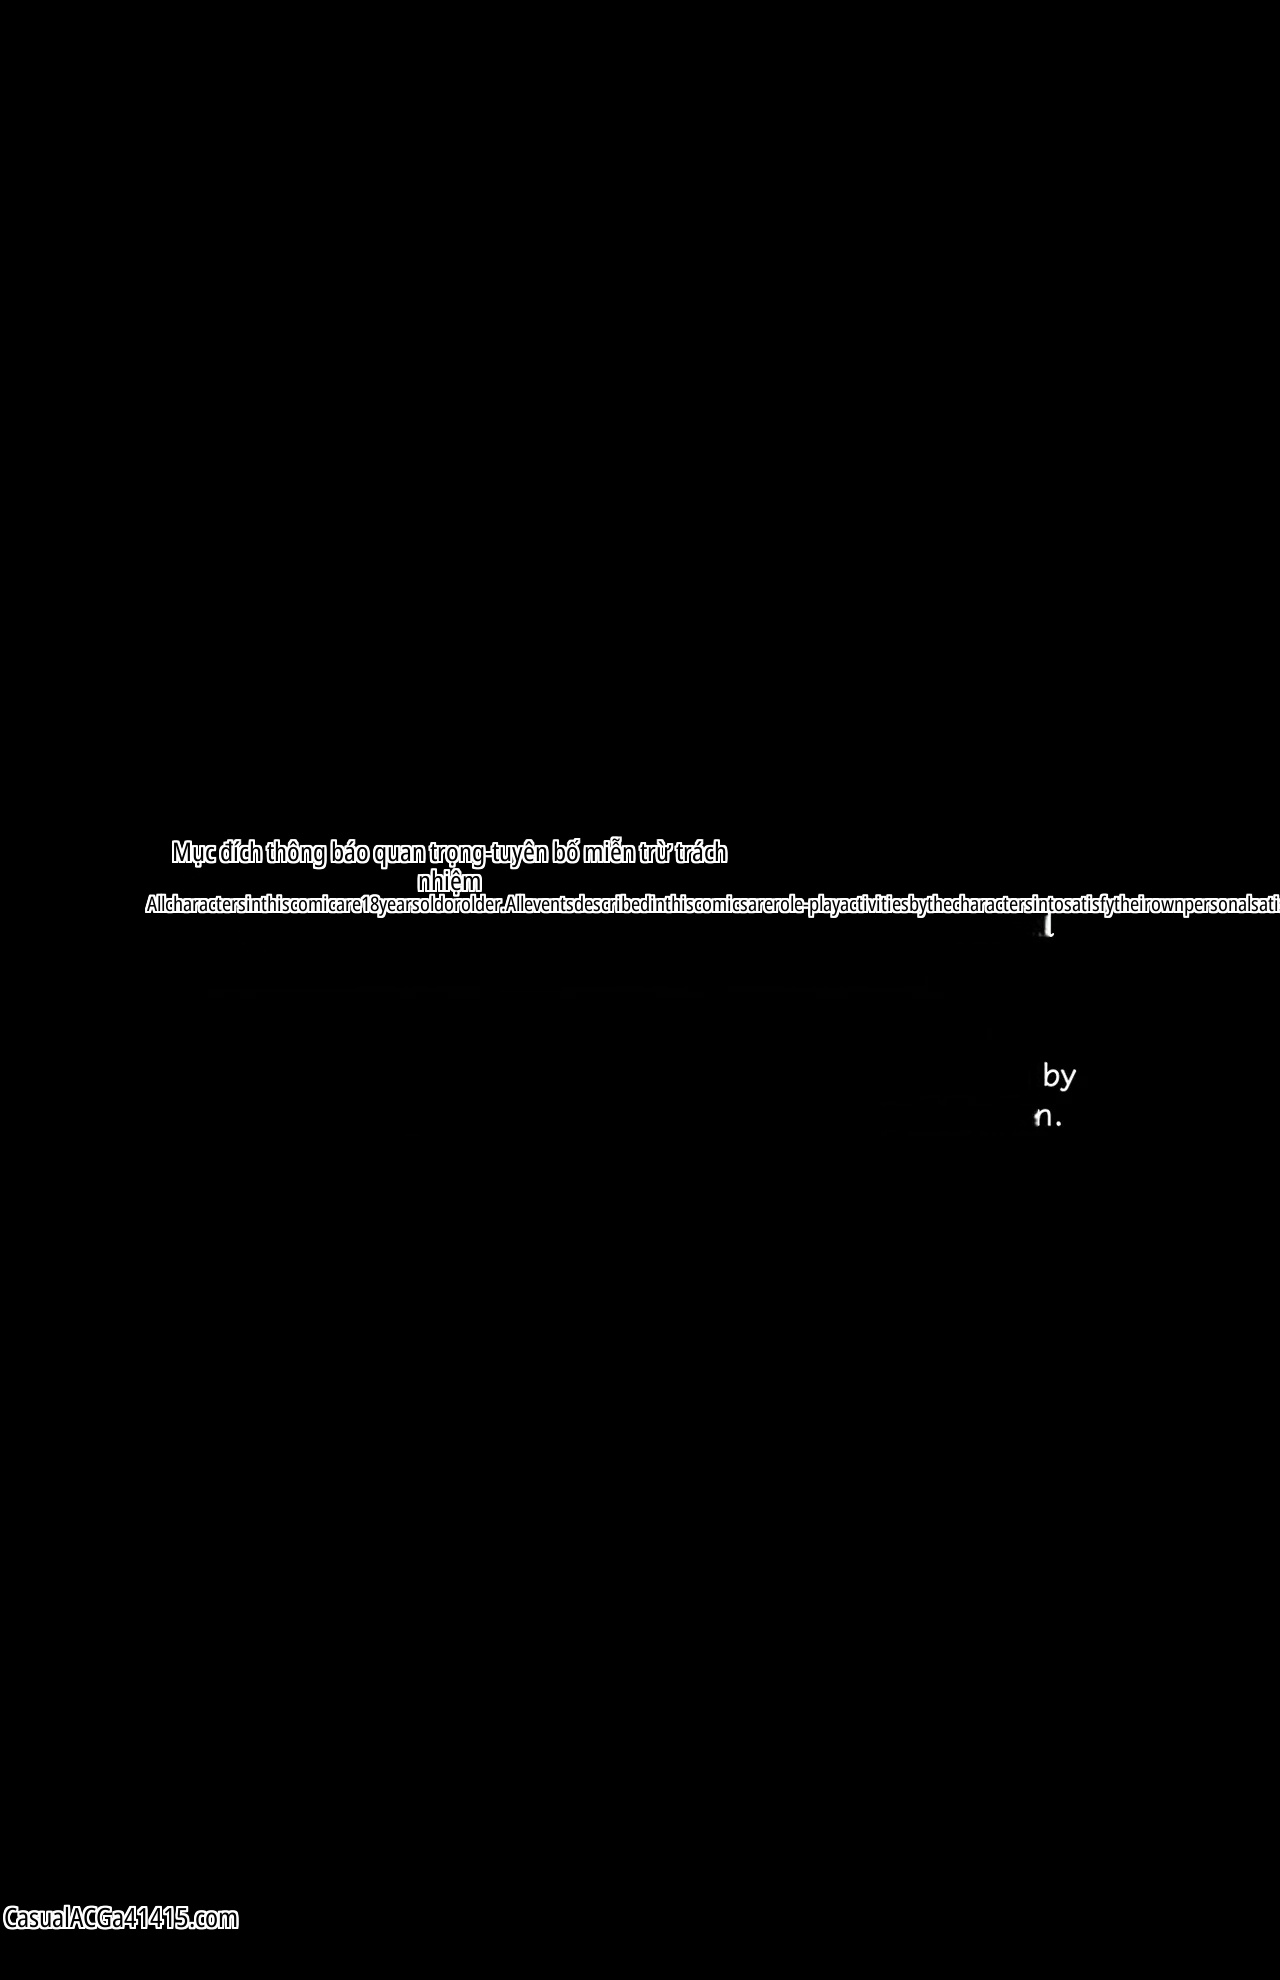 Mục đích thông báo quan trọng-tuyên bố miễn trừ trách
nhiệm
Allcharactersinthiscomicare18yearsoldorolder.Alleventsdescribedinthiscomicsarerole-playactivitiesbythecharactersintosatisfytheirownpersonalsati
by
n.
CasualACGa41415.com